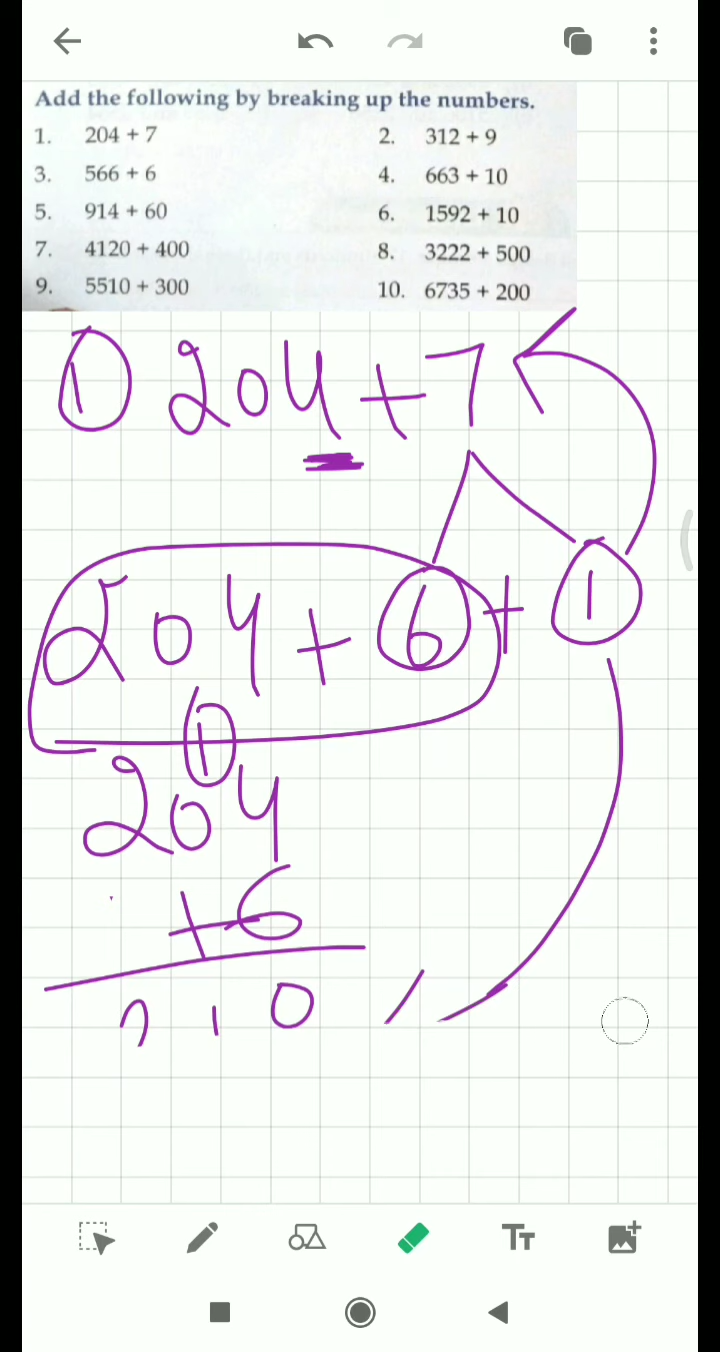 Add the following by breaking up the numbers.
1. 204 + 7 2. 312 + 9
3. 566 + 6 4. 663 + 10
5. 914 + 60 6. 1592 + 10
7. 4120 + 400 8. 3222 + 500
9. 5510 + 300 10. 6735 + 200
1 204+7
204 + 6 + 1
1
204
+6
210
Tт